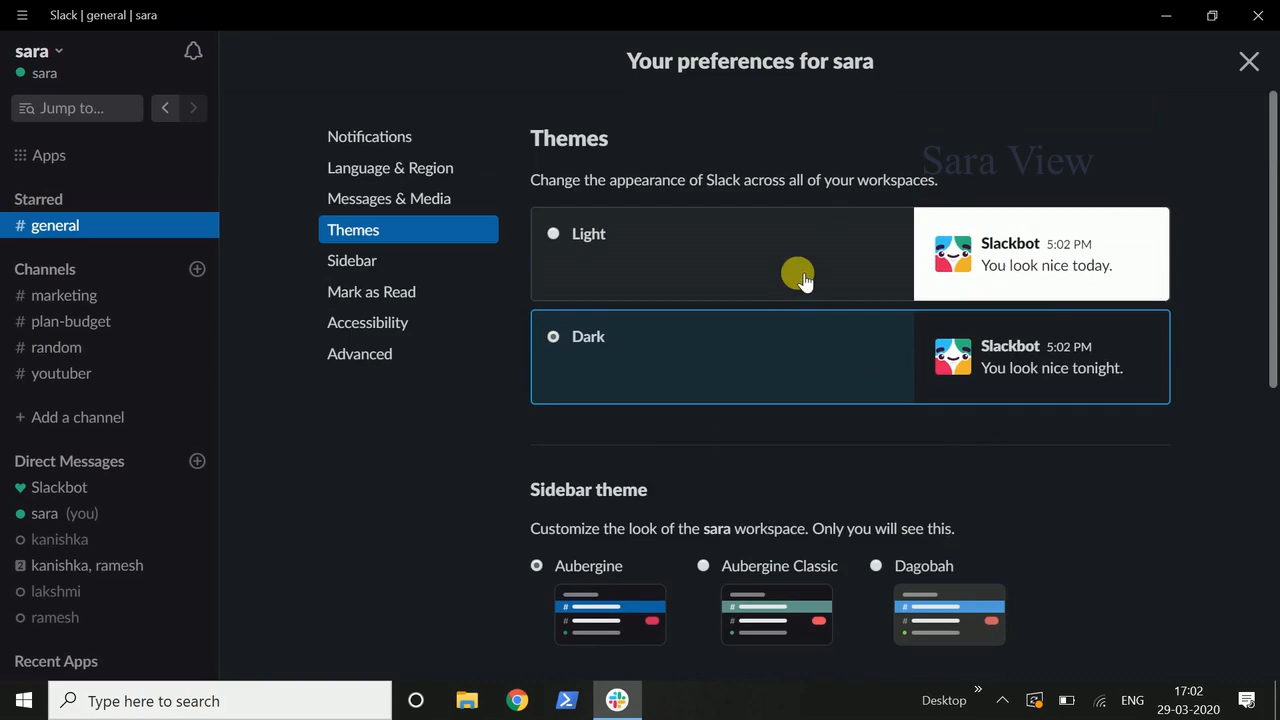 Slack | general | sara
sara
sara
Jump to...
Apps
Starred
# general
Channels
# marketing
# plan-budget
# random
# youtuber
+ Add a channel
Direct Messages
Slackbot
sara (you)
kanishka
2 kanishka, ramesh
lakshmi
ramesh
Recent Apps
Your preferences for sara
Notifications
Language & Region
Messages & Media
Themes
Sidebar
Mark as Read
Accessibility
Advanced
Themes
Sara View
Change the appearance of Slack across all of your workspaces.
Light
Slackbot 5:02 PM
You look nice today.
Dark
Slackbot 5:02 PM
You look nice tonight.
Sidebar theme
Customize the look of the sara workspace. Only you will see this.
Aubergine
Aubergine Classic
Dagobah
#
#
#
#
#
#
Type here to search
Desktop
ENG
17:02
29-03-2020